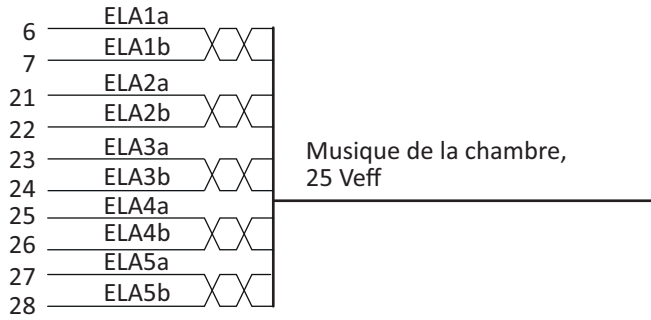 6 ELA1a
7 ELA1b
21 ELA2a
22 ELA2b
23 ELA3a
24 ELA3b
25 ELA4a
26 ELA4b
27 ELA5a
28 ELA5b
Musique de la chambre,
25 Veff